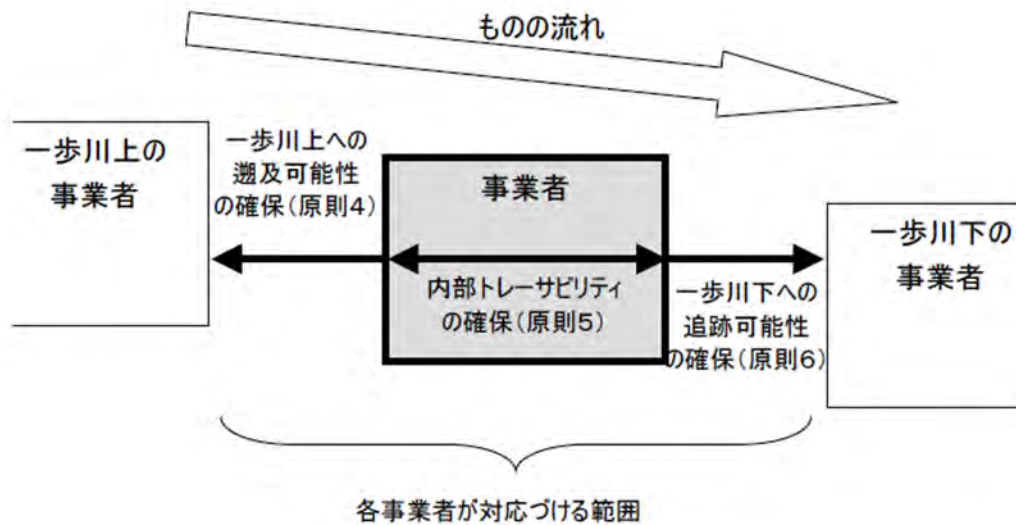 ものの流れ
一歩川上の
事業者
一歩川上への
遡及可能性
の確保（原則4）
事業者
内部トレーサビリティ
の確保（原則5）
一歩川下への
追跡可能性
の確保（原則6）
一歩川下の
事業者
各事業者が対応づける範囲